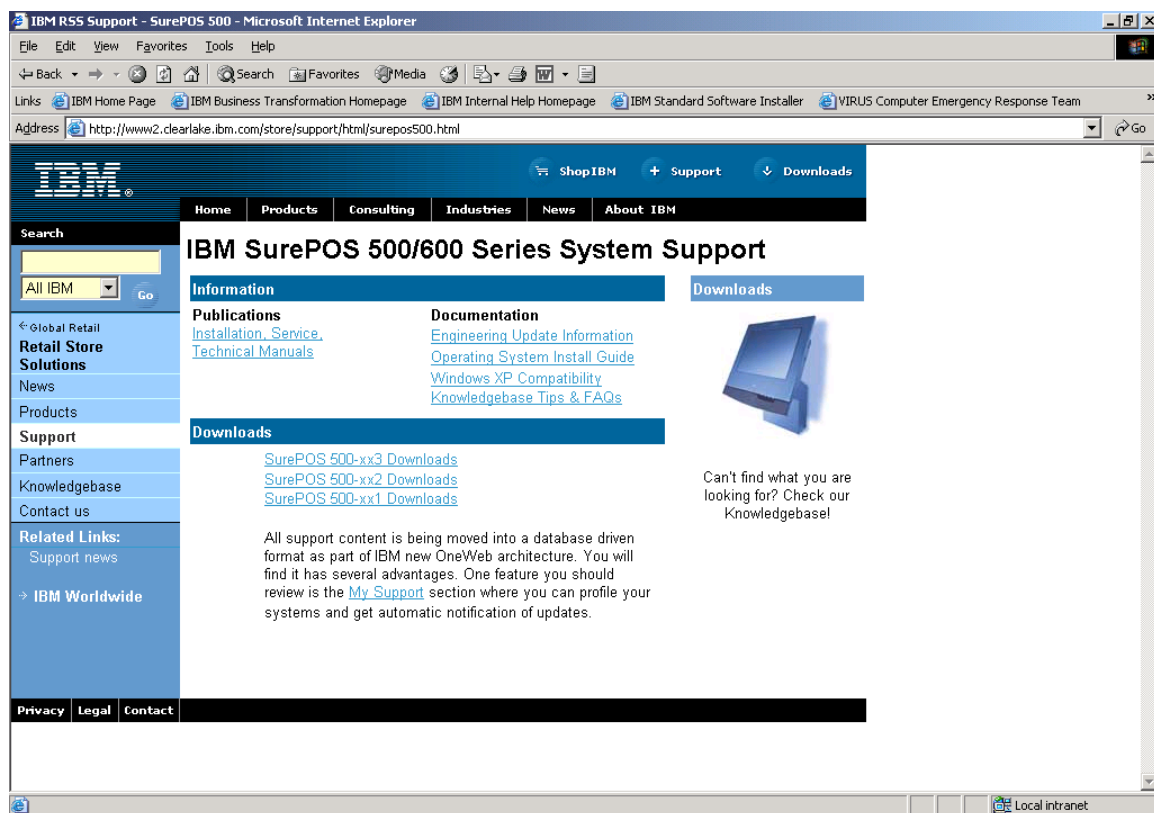 IBM RSS Support - SurePOS 500 - Microsoft Internet Explorer
File Edit View Favorites Tools Help
Back Search Favorites Media
Links IBM Home Page IBM Business Transformation Homepage IBM Internal Help Homepage IBM Standard Software Installer VIRUS Computer Emergency Response Team »
Address http://www2.clearlake.ibm.com/store/support/html/surepos500.html Go
IBM®
ShopIBM Support Downloads
Home Products Consulting Industries News About IBM
Search
All IBM Go
Global Retail
Retail Store
Solutions
News
Products
Support
Partners
Knowledgebase
Contact us
Related Links:
Support news
IBM Worldwide
IBM SurePOS 500/600 Series System Support
Information
Publications
Installation, Service,
Technical Manuals
Documentation
Engineering Update Information
Operating System Install Guide
Windows XP Compatibility
Knowledgebase Tips & FAQs
Downloads
SurePOS 500-xx3 Downloads
SurePOS 500-xx2 Downloads
SurePOS 500-xx1 Downloads
All support content is being moved into a database driven
format as part of IBM new OneWeb architecture. You will
find it has several advantages. One feature you should
review is the My Support section where you can profile your
systems and get automatic notification of updates.
Downloads
Can't find what you are
looking for? Check our
Knowledgebase!
Privacy Legal Contact
Local intranet